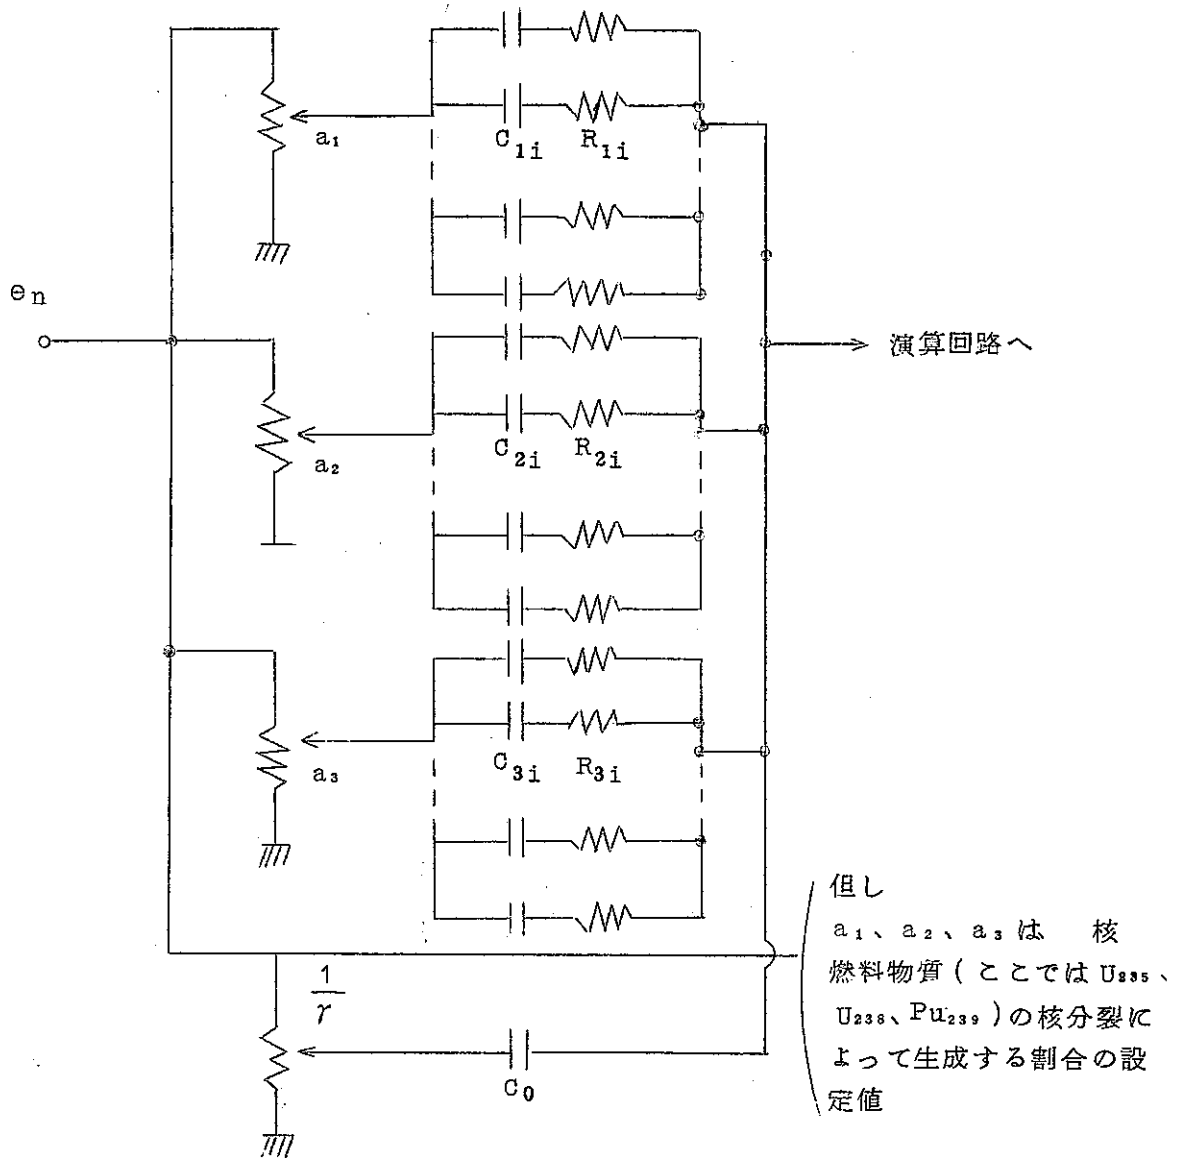 a₁
C₁ᵢ R₁ᵢ
eₙ
演算回路へ
a₂
C₂ᵢ R₂ᵢ
a₃
C₃ᵢ R₃ᵢ
但し
a₁、a₂、a₃は 核
燃料物質(ここではU₂₃₅、
U₂₃₈、Pu₂₃₉)の核分裂に
よって生成する割合の設
定値
1/γ
C₀